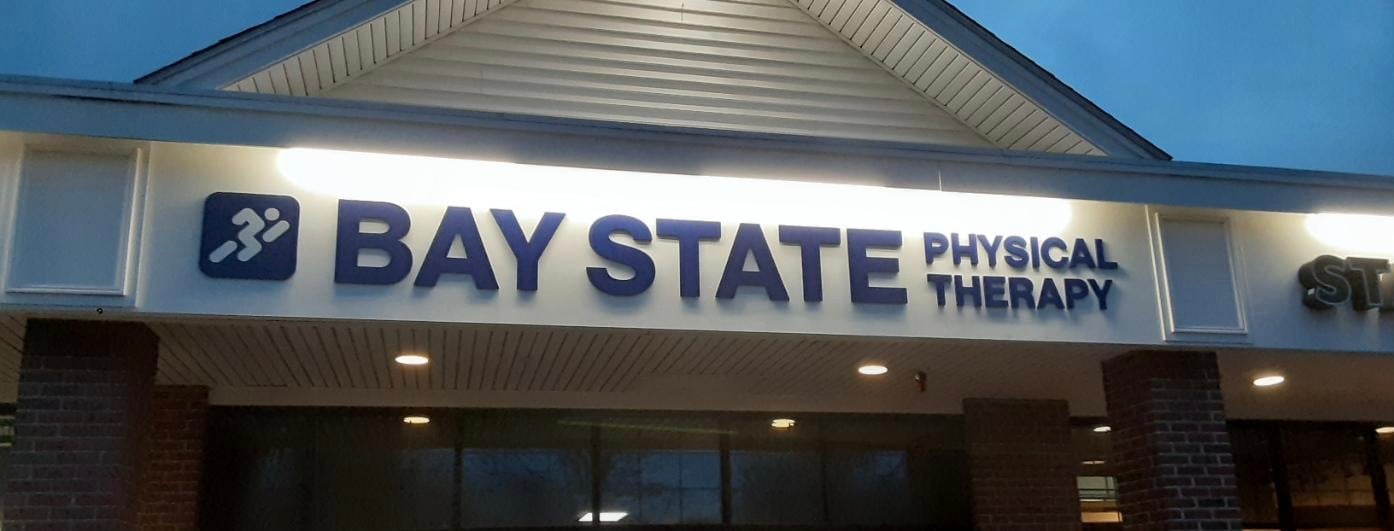 BAY STATE PHYSICAL
THERAPY